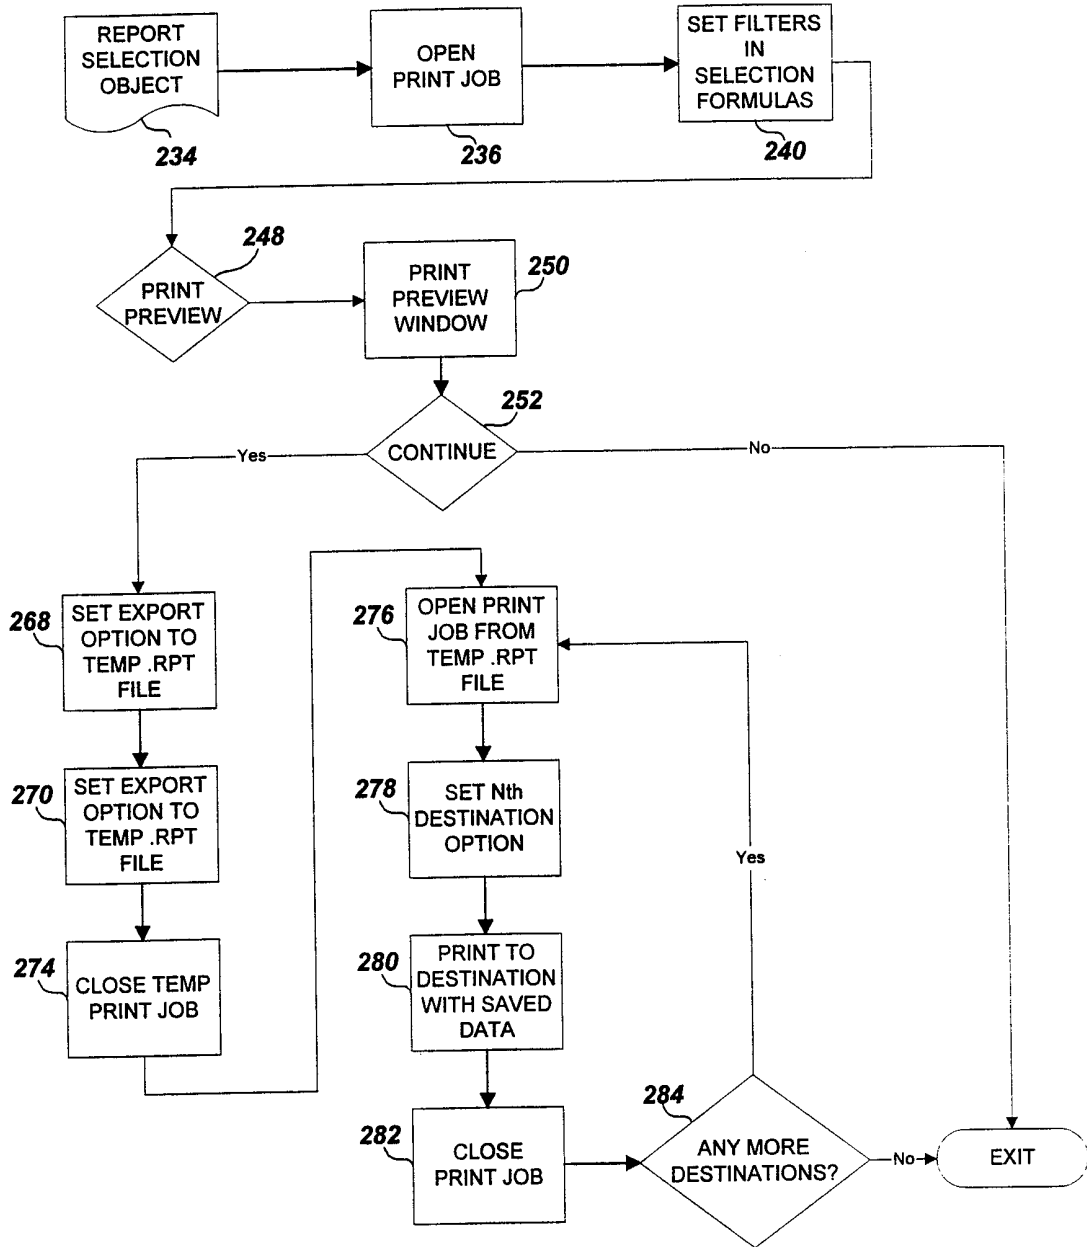 REPORT
SELECTION
OBJECT
234
OPEN
PRINT JOB
236
SET FILTERS
IN
SELECTION
FORMULAS
240
PRINT
PREVIEW
248
PRINT
PREVIEW
WINDOW
250
CONTINUE
252
Yes
No
268
SET EXPORT
OPTION TO
TEMP .RPT
FILE
270
SET EXPORT
OPTION TO
TEMP .RPT
FILE
274
CLOSE TEMP
PRINT JOB
276
OPEN PRINT
JOB FROM
TEMP .RPT
FILE
278
SET Nth
DESTINATION
OPTION
280
PRINT TO
DESTINATION
WITH SAVED
DATA
282
CLOSE
PRINT JOB
284
ANY MORE
DESTINATIONS?
Yes
No
EXIT